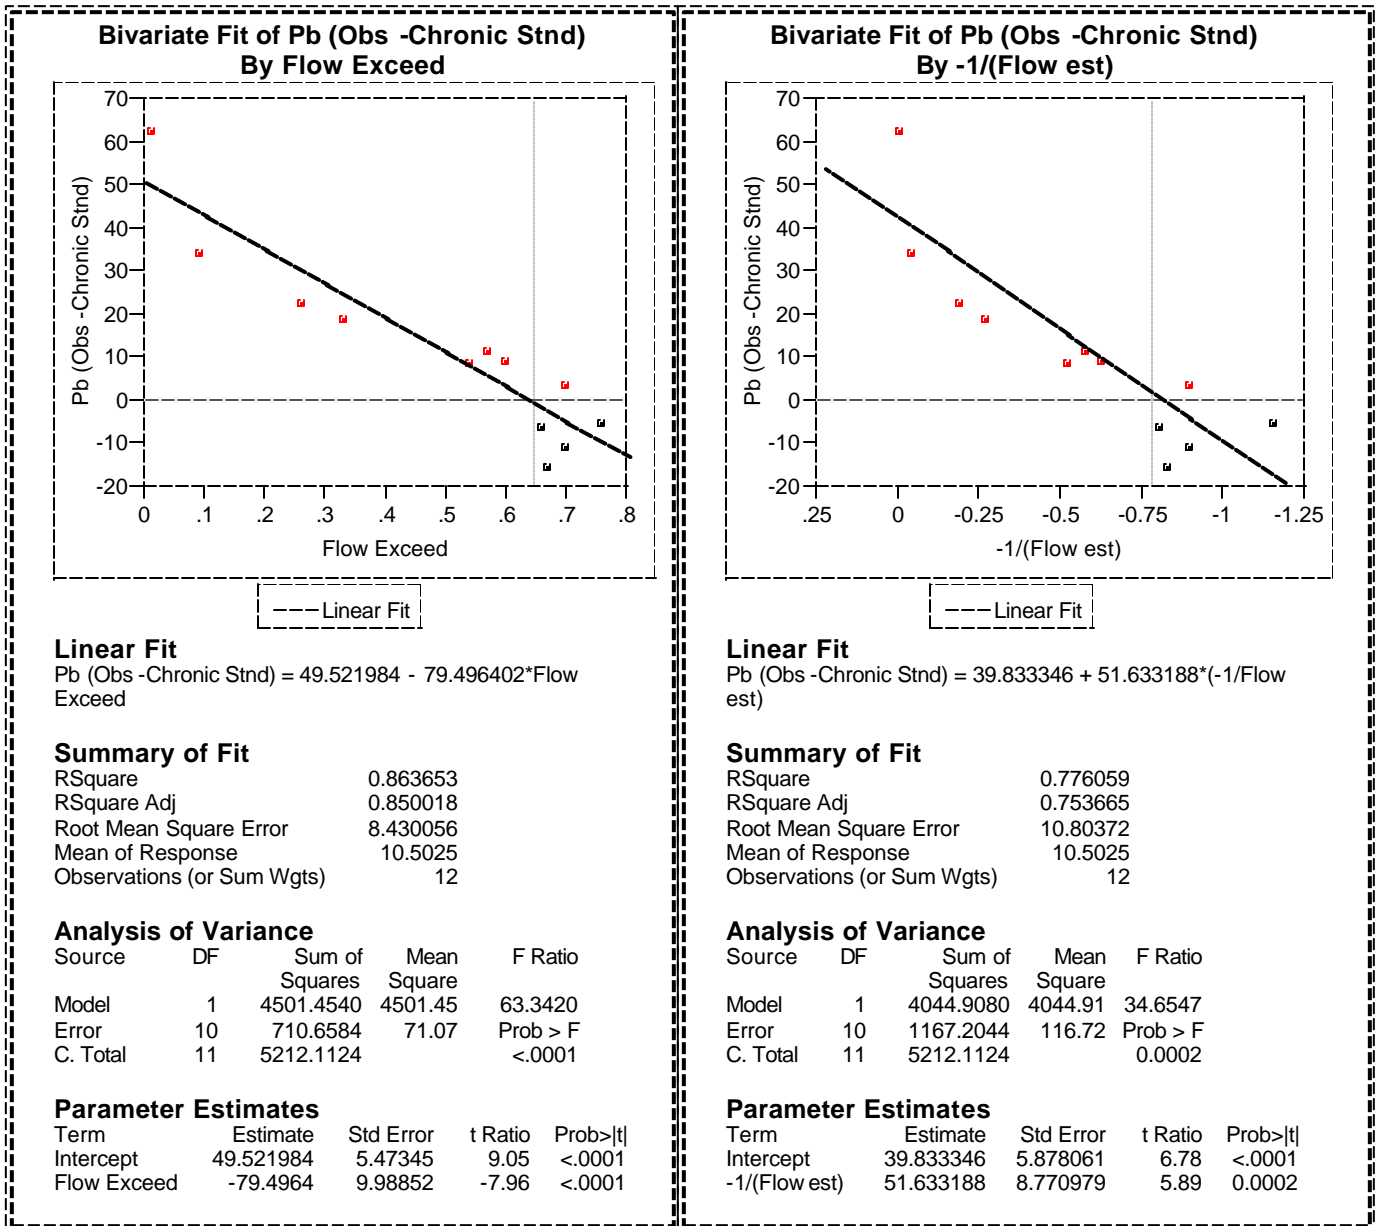 Bivariate Fit of Pb (Obs -Chronic Stnd)
By Flow Exceed
70
60
50
40
30
20
10
0
-10
-20
Pb (Obs -Chronic Stnd)
0 .1 .2 .3 .4 .5 .6 .7 .8
Flow Exceed
Linear Fit
Linear Fit
Pb (Obs -Chronic Stnd) = 49.521984 - 79.496402*Flow
Exceed
Summary of Fit
RSquare 0.863653
RSquare Adj 0.850018
Root Mean Square Error 8.430056
Mean of Response 10.5025
Observations (or Sum Wgts) 12
Analysis of Variance
Source DF Sum of Mean F Ratio
Squares Square
Model 1 4501.4540 4501.45 63.3420
Error 10 710.6584 71.07 Prob > F
C. Total 11 5212.1124 <.0001
Parameter Estimates
Term Estimate Std Error t Ratio Prob>|t|
Intercept 49.521984 5.47345 9.05 <.0001
Flow Exceed -79.4964 9.98852 -7.96 <.0001
Bivariate Fit of Pb (Obs -Chronic Stnd)
By -1/(Flow est)
70
60
50
40
30
20
10
0
-10
-20
Pb (Obs -Chronic Stnd)
.25 0 -0.25 -0.5 -0.75 -1 -1.25
-1/(Flow est)
Linear Fit
Linear Fit
Pb (Obs -Chronic Stnd) = 39.833346 + 51.633188*(-1/Flow
est)
Summary of Fit
RSquare 0.776059
RSquare Adj 0.753665
Root Mean Square Error 10.80372
Mean of Response 10.5025
Observations (or Sum Wgts) 12
Analysis of Variance
Source DF Sum of Mean F Ratio
Squares Square
Model 1 4044.9080 4044.91 34.6547
Error 10 1167.2044 116.72 Prob > F
C. Total 11 5212.1124 0.0002
Parameter Estimates
Term Estimate Std Error t Ratio Prob>|t|
Intercept 39.833346 5.878061 6.78 <.0001
-1/(Flow est) 51.633188 8.770979 5.89 0.0002